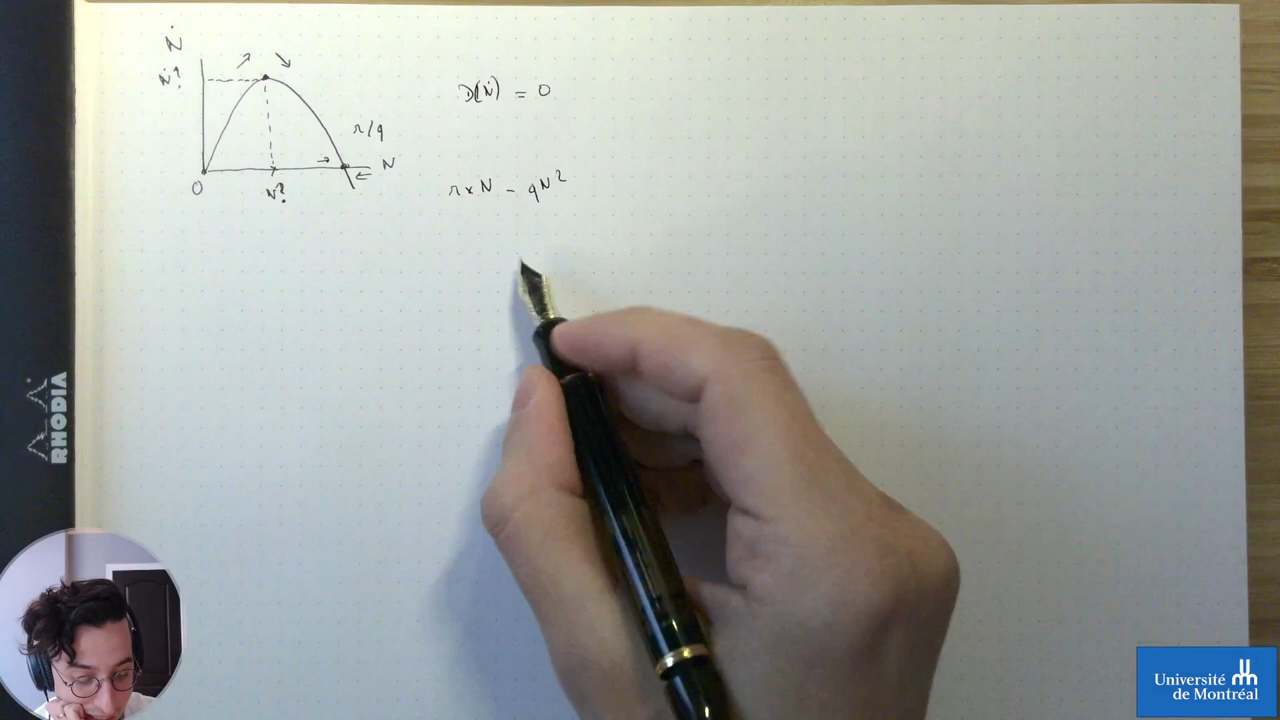 Ṅ
Ṅ?
r/q
N
0
N?
D(Ṅ) = 0
r×N - qN²
RHODIA
Université
de Montréal